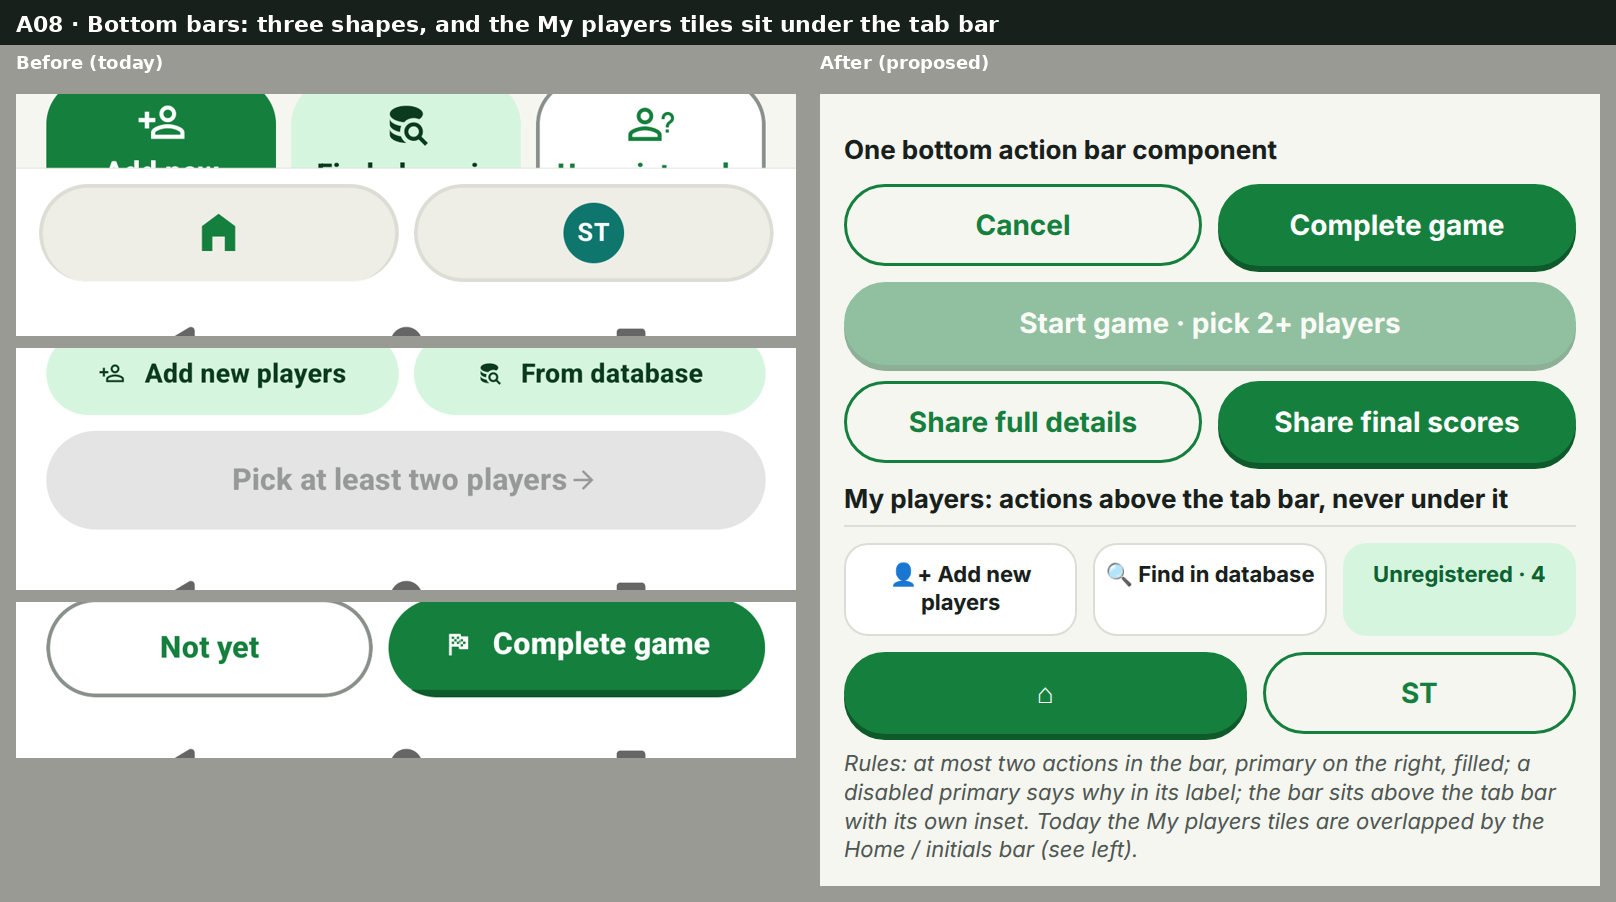 A08 · Bottom bars: three shapes, and the My players tiles sit under the tab bar
Before (today)
After (proposed)
ST
Add new players
From database
Pick at least two players→
Not yet
Complete game
One bottom action bar component
Cancel
Complete game
Start game · pick 2+ players
Share full details
Share final scores
My players: actions above the tab bar, never under it
+ Add new
players
Find in database
Unregistered · 4
ST
Rules: at most two actions in the bar, primary on the right, filled; a
disabled primary says why in its label; the bar sits above the tab bar
with its own inset. Today the My players tiles are overlapped by the
Home / initials bar (see left).